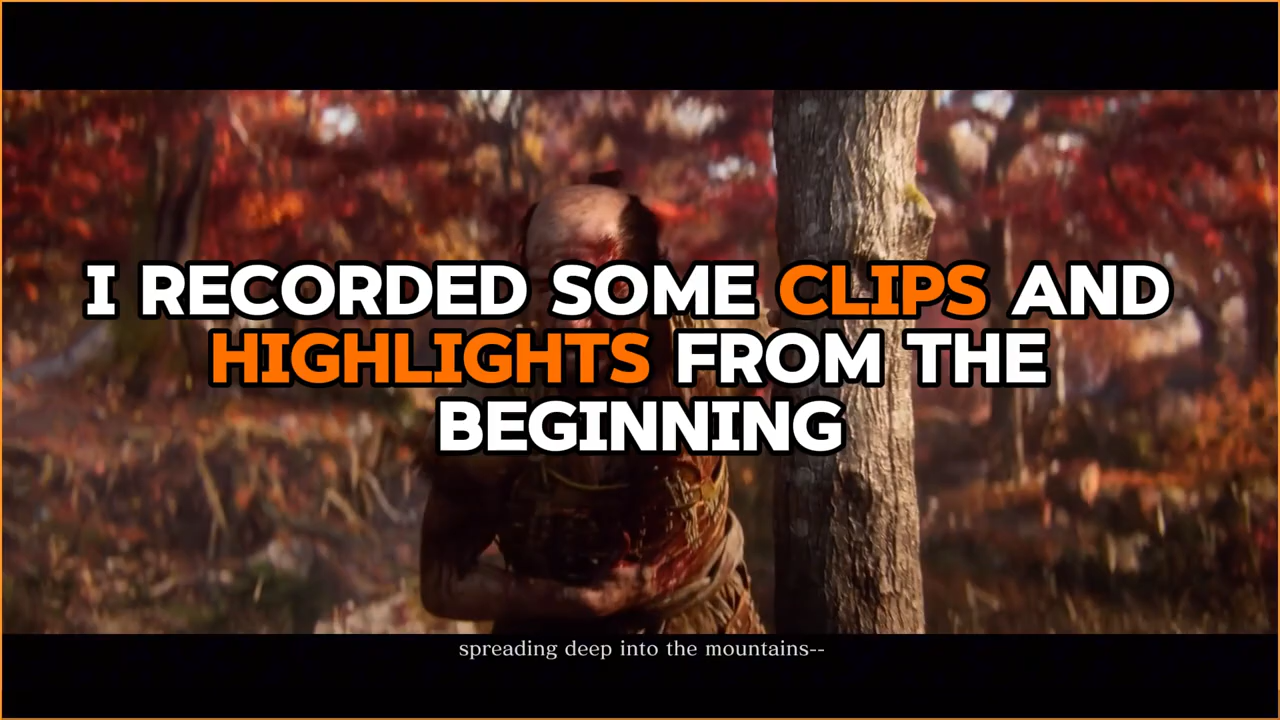 I RECORDED SOME CLIPS AND
HIGHLIGHTS FROM THE
BEGINNING
spreading deep into the mountains--